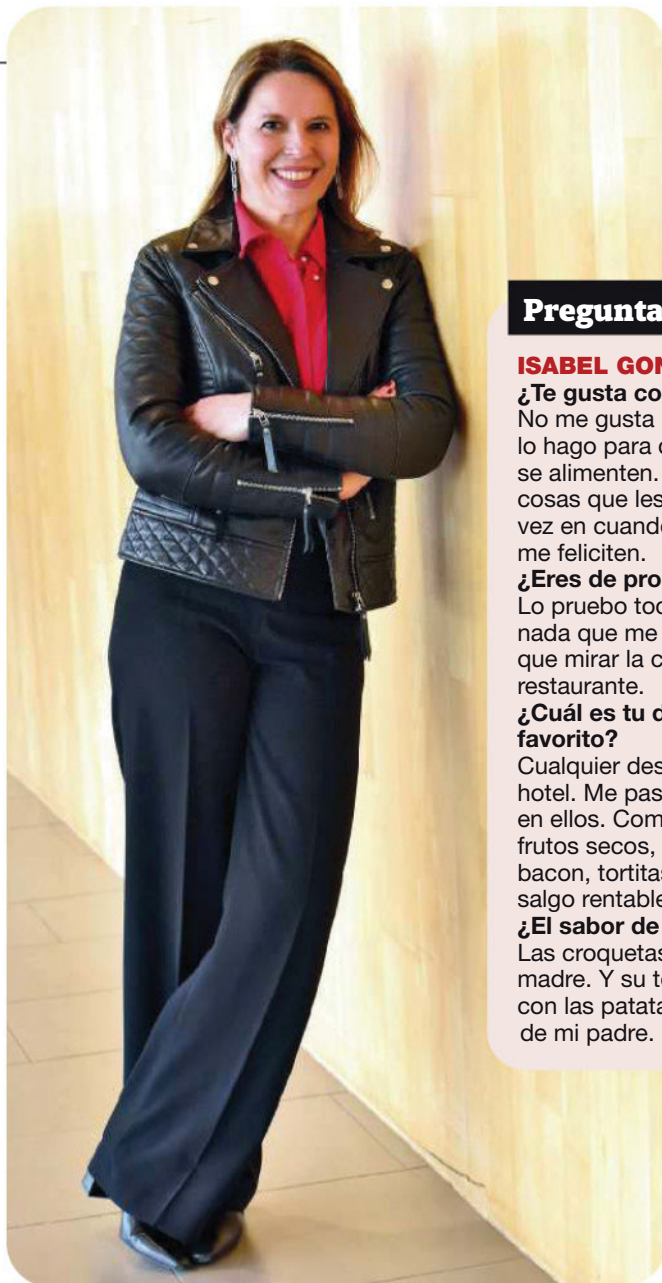 Pregunta
ISABEL GON
¿Te gusta co
No me gusta
lo hago para
se alimenten.
cosas que les
vez en cuand
me feliciten.
¿Eres de pro
Lo pruebo tod
nada que me
que mirar la c
restaurante.
¿Cuál es tu d
favorito?
Cualquier des
hotel. Me pas
en ellos. Com
frutos secos,
bacon, tortitas
salgo rentable
¿El sabor de
Las croquetas
madre. Y su t
con las patata
de mi padre.